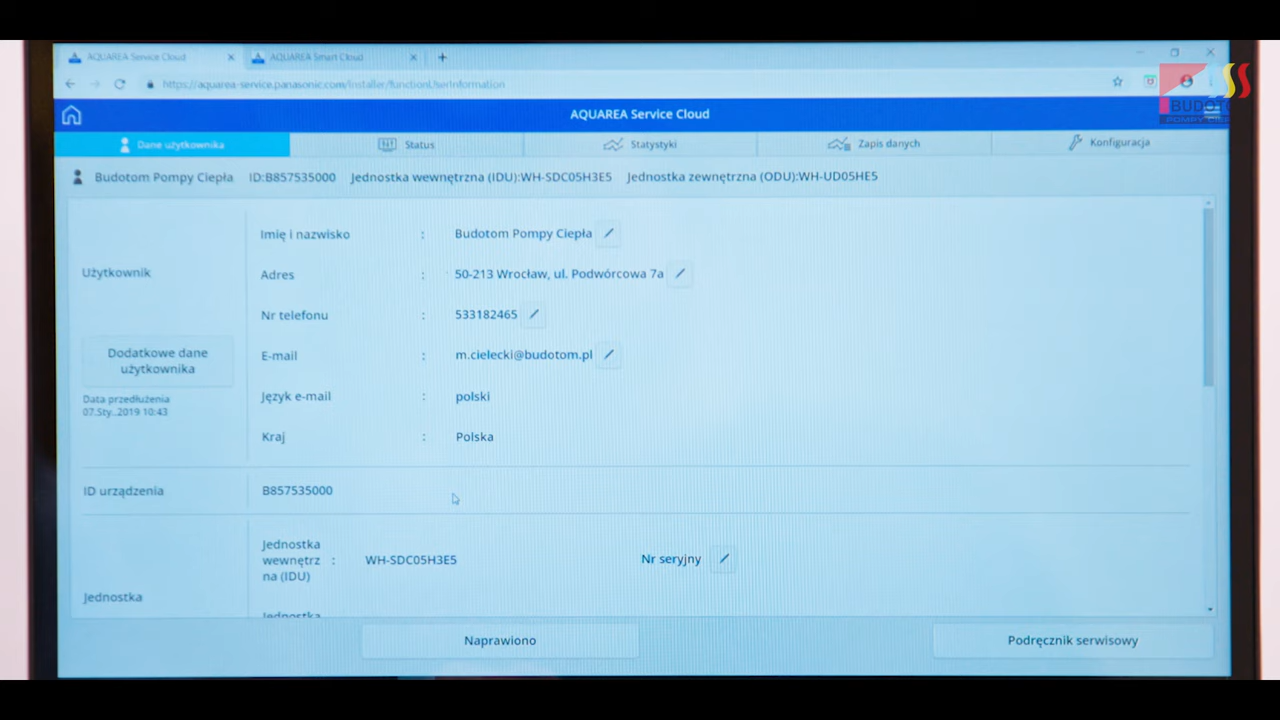 AQUAREA Service Cloud
AQUAREA Smart Cloud
https://aquarea-service.panasonic.com/installer/functionUserInformation
AQUAREA Service Cloud
Dane użytkownika
Status
Statystyki
Zapis danych
Konfiguracja
Budotom Pompy Ciepła ID:B857535000 Jednostka wewnętrzna (IDU):WH-SDC05H3E5 Jednostka zewnętrzna (ODU):WH-UD05HE5
Użytkownik
Dodatkowe dane
użytkownika
Data przedłużenia
07.Sty..2019 10:43
Imię i nazwisko : Budotom Pompy Ciepła
Adres : 50-213 Wrocław, ul. Podwórcowa 7a
Nr telefonu : 533182465
E-mail : m.cielecki@budotom.pl
Język e-mail : polski
Kraj : Polska
ID urządzenia B857535000
Jednostka
Jednostka
wewnętrz :
na (IDU)
WH-SDC05H3E5
Nr seryjny
Jednostka
Naprawiono
Podręcznik serwisowy